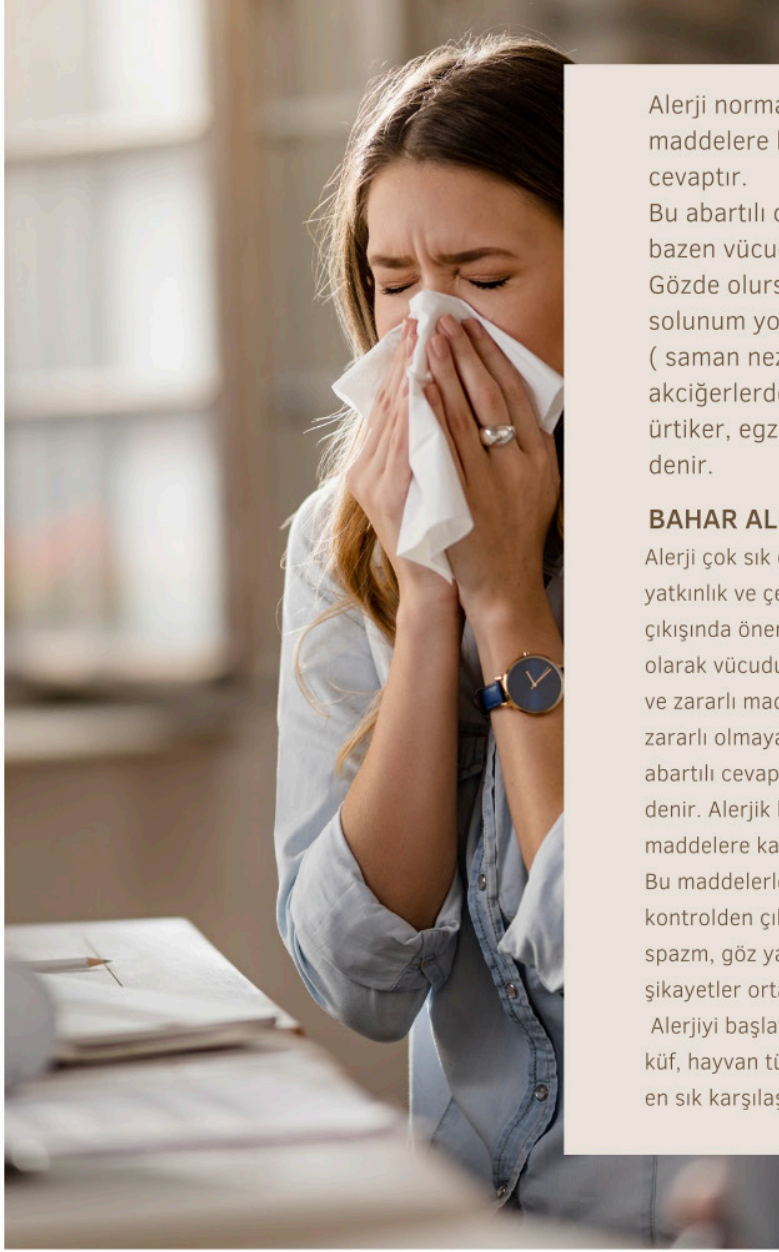 Alerji norma
maddelere
cevaptır.
Bu abartılı
bazen vücu
Gözde olurs
solunum yo
( saman nez
akciğerlerd
ürtiker, egz
denir.
BAHAR AL
Alerji çok sık
yatkınlık ve çe
çıkışında öner
olarak vücudu
ve zararlı mad
zararlı olmaya
abartılı cevap
denir. Alerjik
maddelere ka
Bu maddelerl
kontrolden çı
spazm, göz ya
şikayetler orta
Alerjiyi başla
küf, hayvan tü
en sık karşılaş